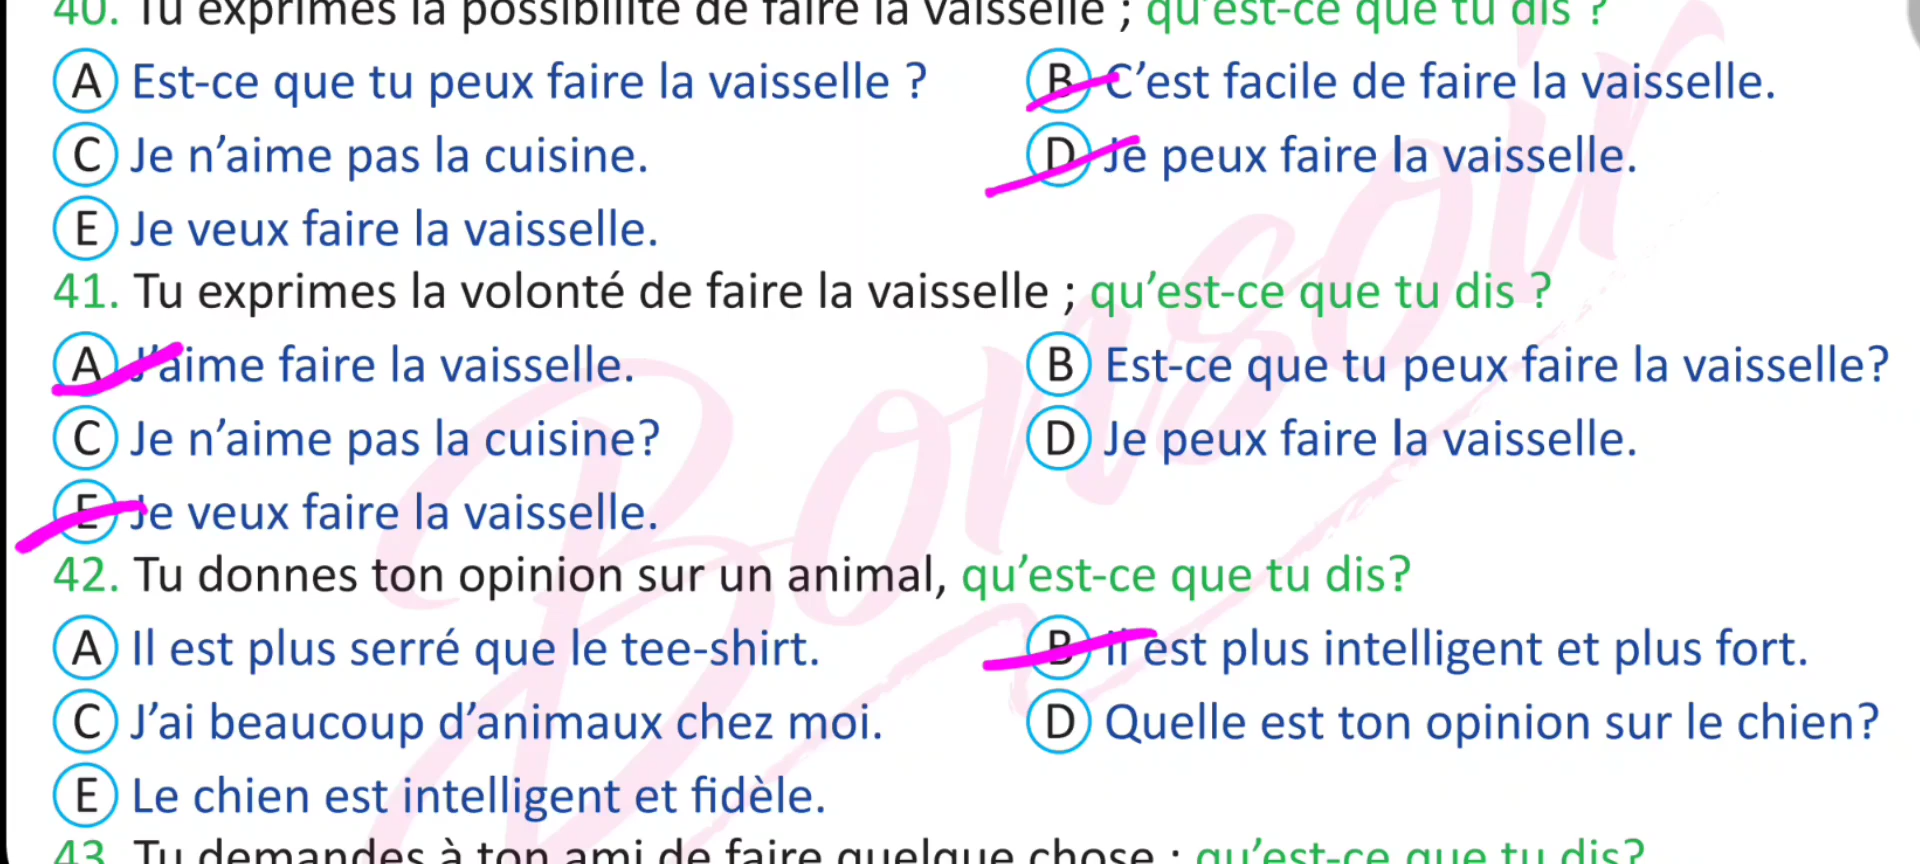 40. Tu exprimes la possibilité de faire la vaisselle ; qu'est-ce que tu dis ?
A Est-ce que tu peux faire la vaisselle ? B C'est facile de faire la vaisselle.
C Je n'aime pas la cuisine. D Je peux faire la vaisselle.
E Je veux faire la vaisselle.
41. Tu exprimes la volonté de faire la vaisselle ; qu'est-ce que tu dis ?
A J'aime faire la vaisselle. B Est-ce que tu peux faire la vaisselle?
C Je n'aime pas la cuisine? D Je peux faire la vaisselle.
E Je veux faire la vaisselle.
42. Tu donnes ton opinion sur un animal, qu'est-ce que tu dis?
A Il est plus serré que le tee-shirt. B Il est plus intelligent et plus fort.
C J'ai beaucoup d'animaux chez moi. D Quelle est ton opinion sur le chien?
E Le chien est intelligent et fidèle.
43. Tu demandes à ton ami de faire quelque chose ; qu'est-ce que tu dis?
Bonsoir